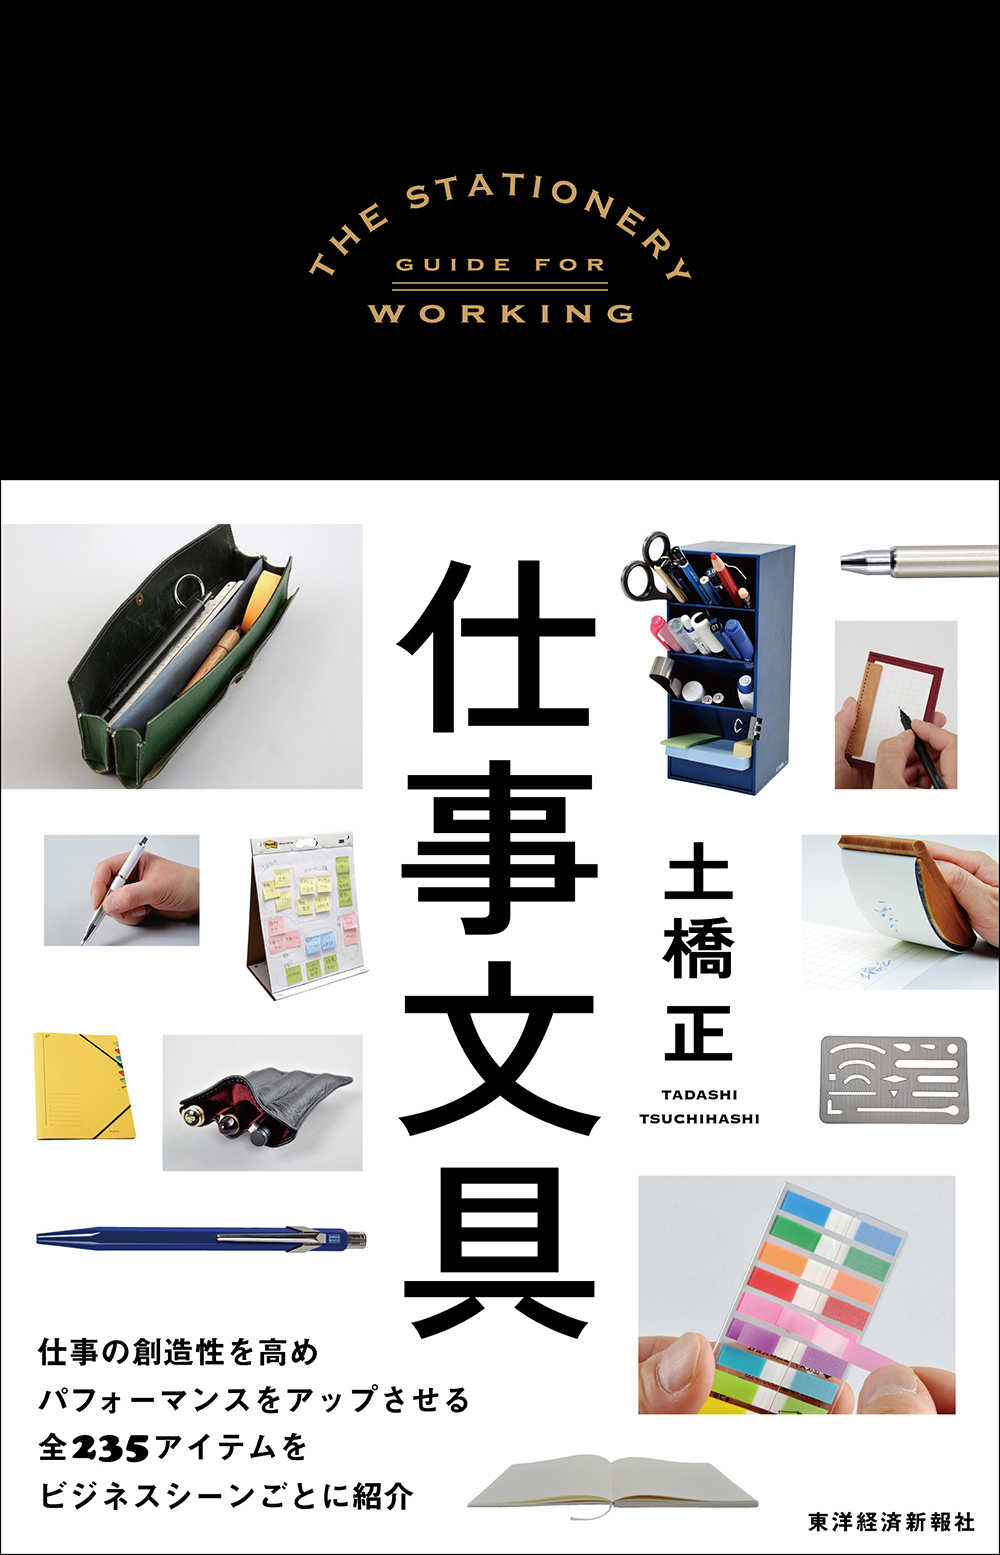 THE STATIONERY
GUIDE FOR
WORKING
仕事文具
土橋正
TADASHI
TSUCHIHASHI
仕事の創造性を高め
パフォーマンスをアップさせる
全235アイテムを
ビジネスシーンごとに紹介
東洋経済新報社